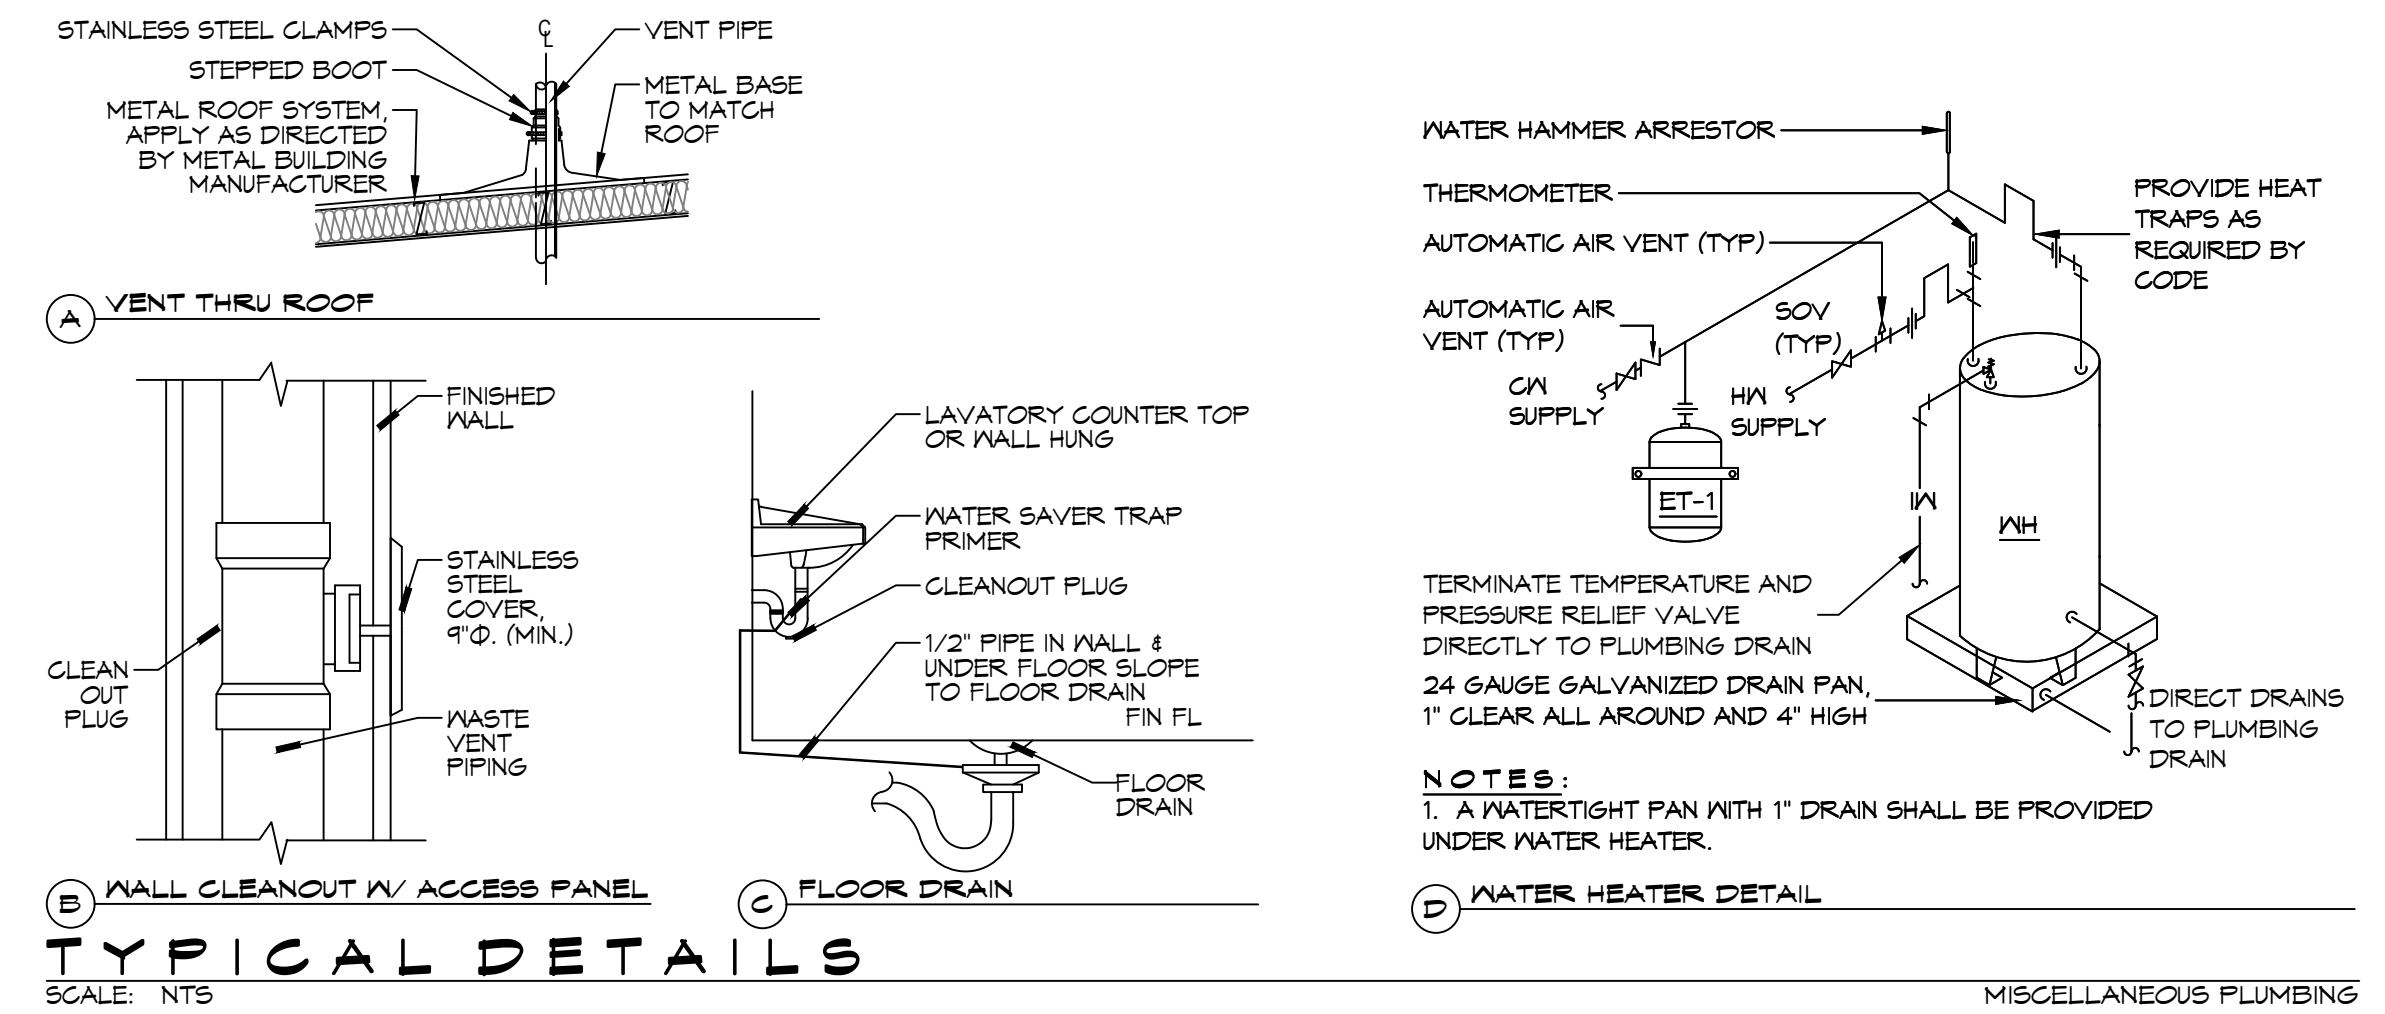 STAINLESS STEEL CLAMPS
STEPPED BOOT
METAL ROOF SYSTEM,
APPLY AS DIRECTED
BY METAL BUILDING
MANUFACTURER
CL
VENT PIPE
METAL BASE
TO MATCH
ROOF
A VENT THRU ROOF
FINISHED
WALL
STAINLESS
STEEL
COVER,
9"Φ. (MIN.)
CLEAN
OUT
PLUG
WASTE
VENT
PIPING
B WALL CLEANOUT W/ ACCESS PANEL
LAVATORY COUNTER TOP
OR WALL HUNG
WATER SAVER TRAP
PRIMER
CLEANOUT PLUG
1/2" PIPE IN WALL &
UNDER FLOOR SLOPE
TO FLOOR DRAIN
FIN FL
FLOOR
DRAIN
C FLOOR DRAIN
WATER HAMMER ARRESTOR
THERMOMETER
AUTOMATIC AIR VENT (TYP)
AUTOMATIC AIR
VENT (TYP)
SOV
(TYP)
CW
SUPPLY
HW
SUPPLY
PROVIDE HEAT
TRAPS AS
REQUIRED BY
CODE
ET-1
IW
WH
TERMINATE TEMPERATURE AND
PRESSURE RELIEF VALVE
DIRECTLY TO PLUMBING DRAIN
24 GAUGE GALVANIZED DRAIN PAN,
1" CLEAR ALL AROUND AND 4" HIGH
DIRECT DRAINS
TO PLUMBING
DRAIN
NOTES:
1. A WATERTIGHT PAN WITH 1" DRAIN SHALL BE PROVIDED
UNDER WATER HEATER.
D WATER HEATER DETAIL
TYPICAL DETAILS
SCALE: NTS
MISCELLANEOUS PLUMBING